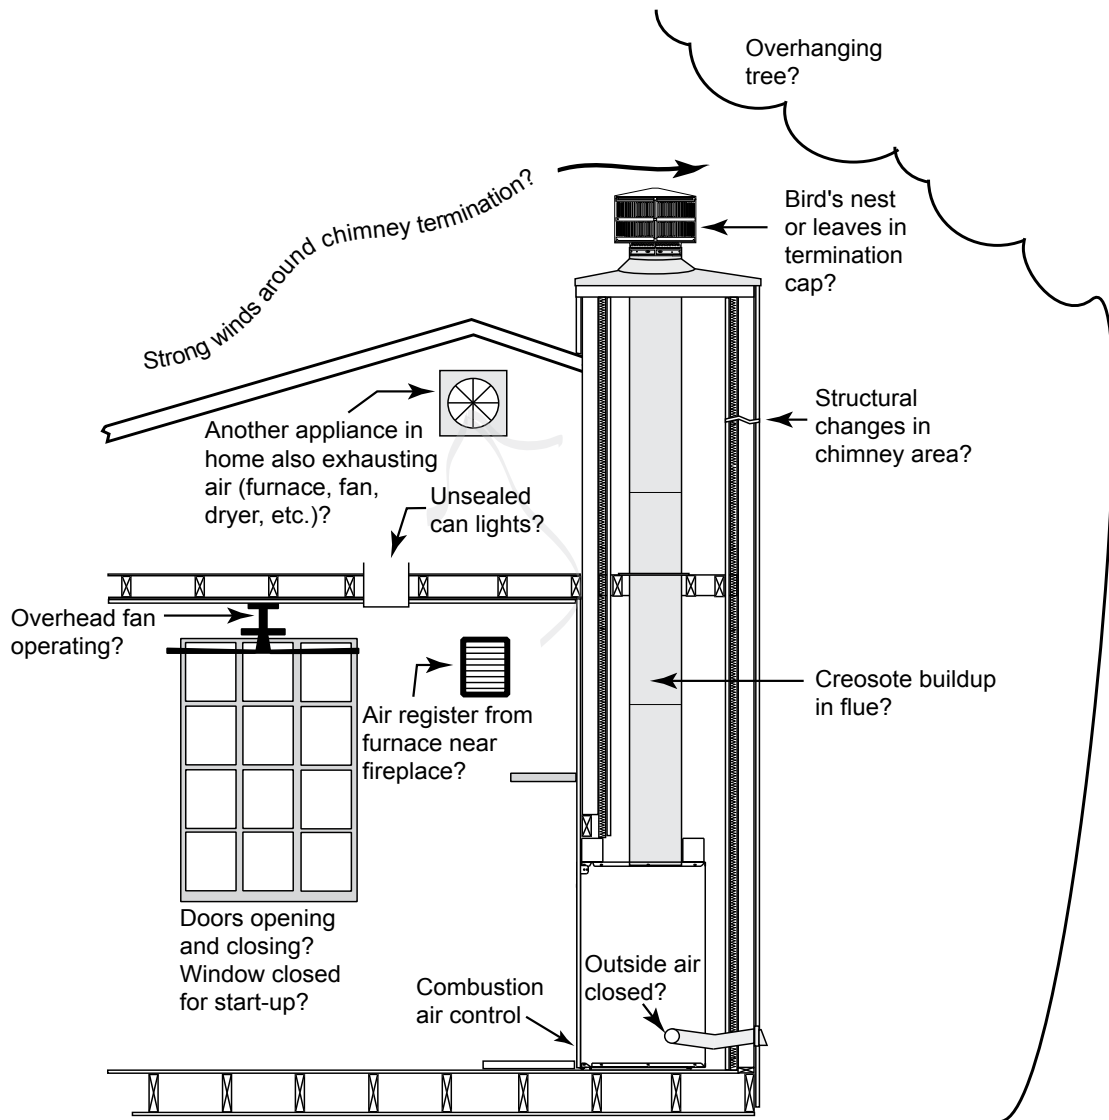 Overhanging
tree?
Strong winds around chimney termination?
Bird's nest
or leaves in
termination
cap?
Structural
changes in
chimney area?
Another appliance in
home also exhausting
air (furnace, fan,
dryer, etc.)?
Unsealed
can lights?
Overhead fan
operating?
Air register from
furnace near
fireplace?
Creosote buildup
in flue?
Doors opening
and closing?
Window closed
for start-up?
Combustion
air control
Outside air
closed?